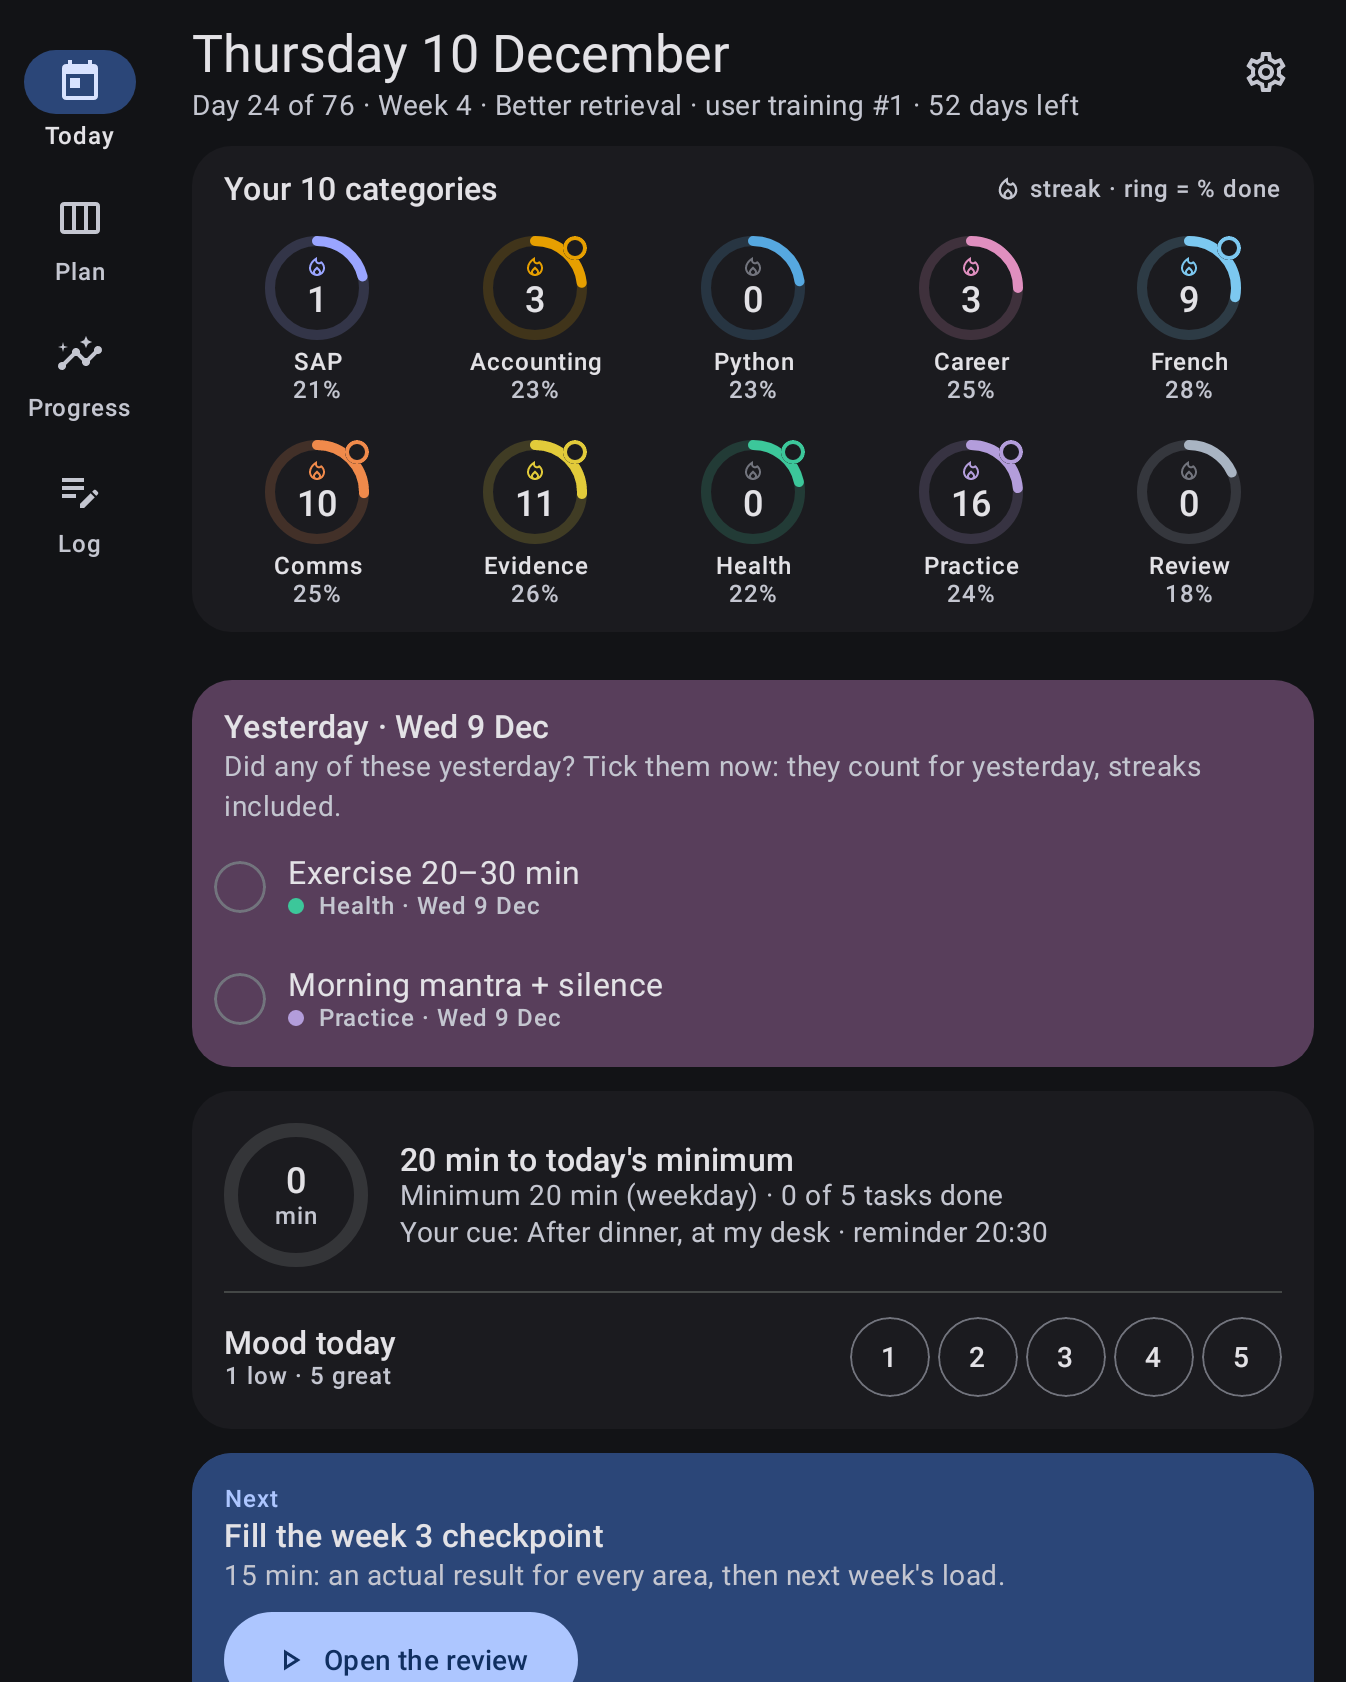 Thursday 10 December
Day 24 of 76 · Week 4 · Better retrieval · user training #1 · 52 days left
Today
Plan
Progress
Log
Your 10 categories
streak · ring = % done
1
3
0
3
9
SAP
Accounting
Python
Career
French
21%
23%
23%
25%
28%
10
11
0
16
0
Comms
Evidence
Health
Practice
Review
25%
26%
22%
24%
18%
Yesterday · Wed 9 Dec
Did any of these yesterday? Tick them now: they count for yesterday, streaks
included.
Exercise 20–30 min
Health · Wed 9 Dec
Morning mantra + silence
Practice · Wed 9 Dec
0
min
20 min to today's minimum
Minimum 20 min (weekday) · 0 of 5 tasks done
Your cue: After dinner, at my desk · reminder 20:30
Mood today
1 low · 5 great
1
2
3
4
5
Next
Fill the week 3 checkpoint
15 min: an actual result for every area, then next week's load.
Open the review